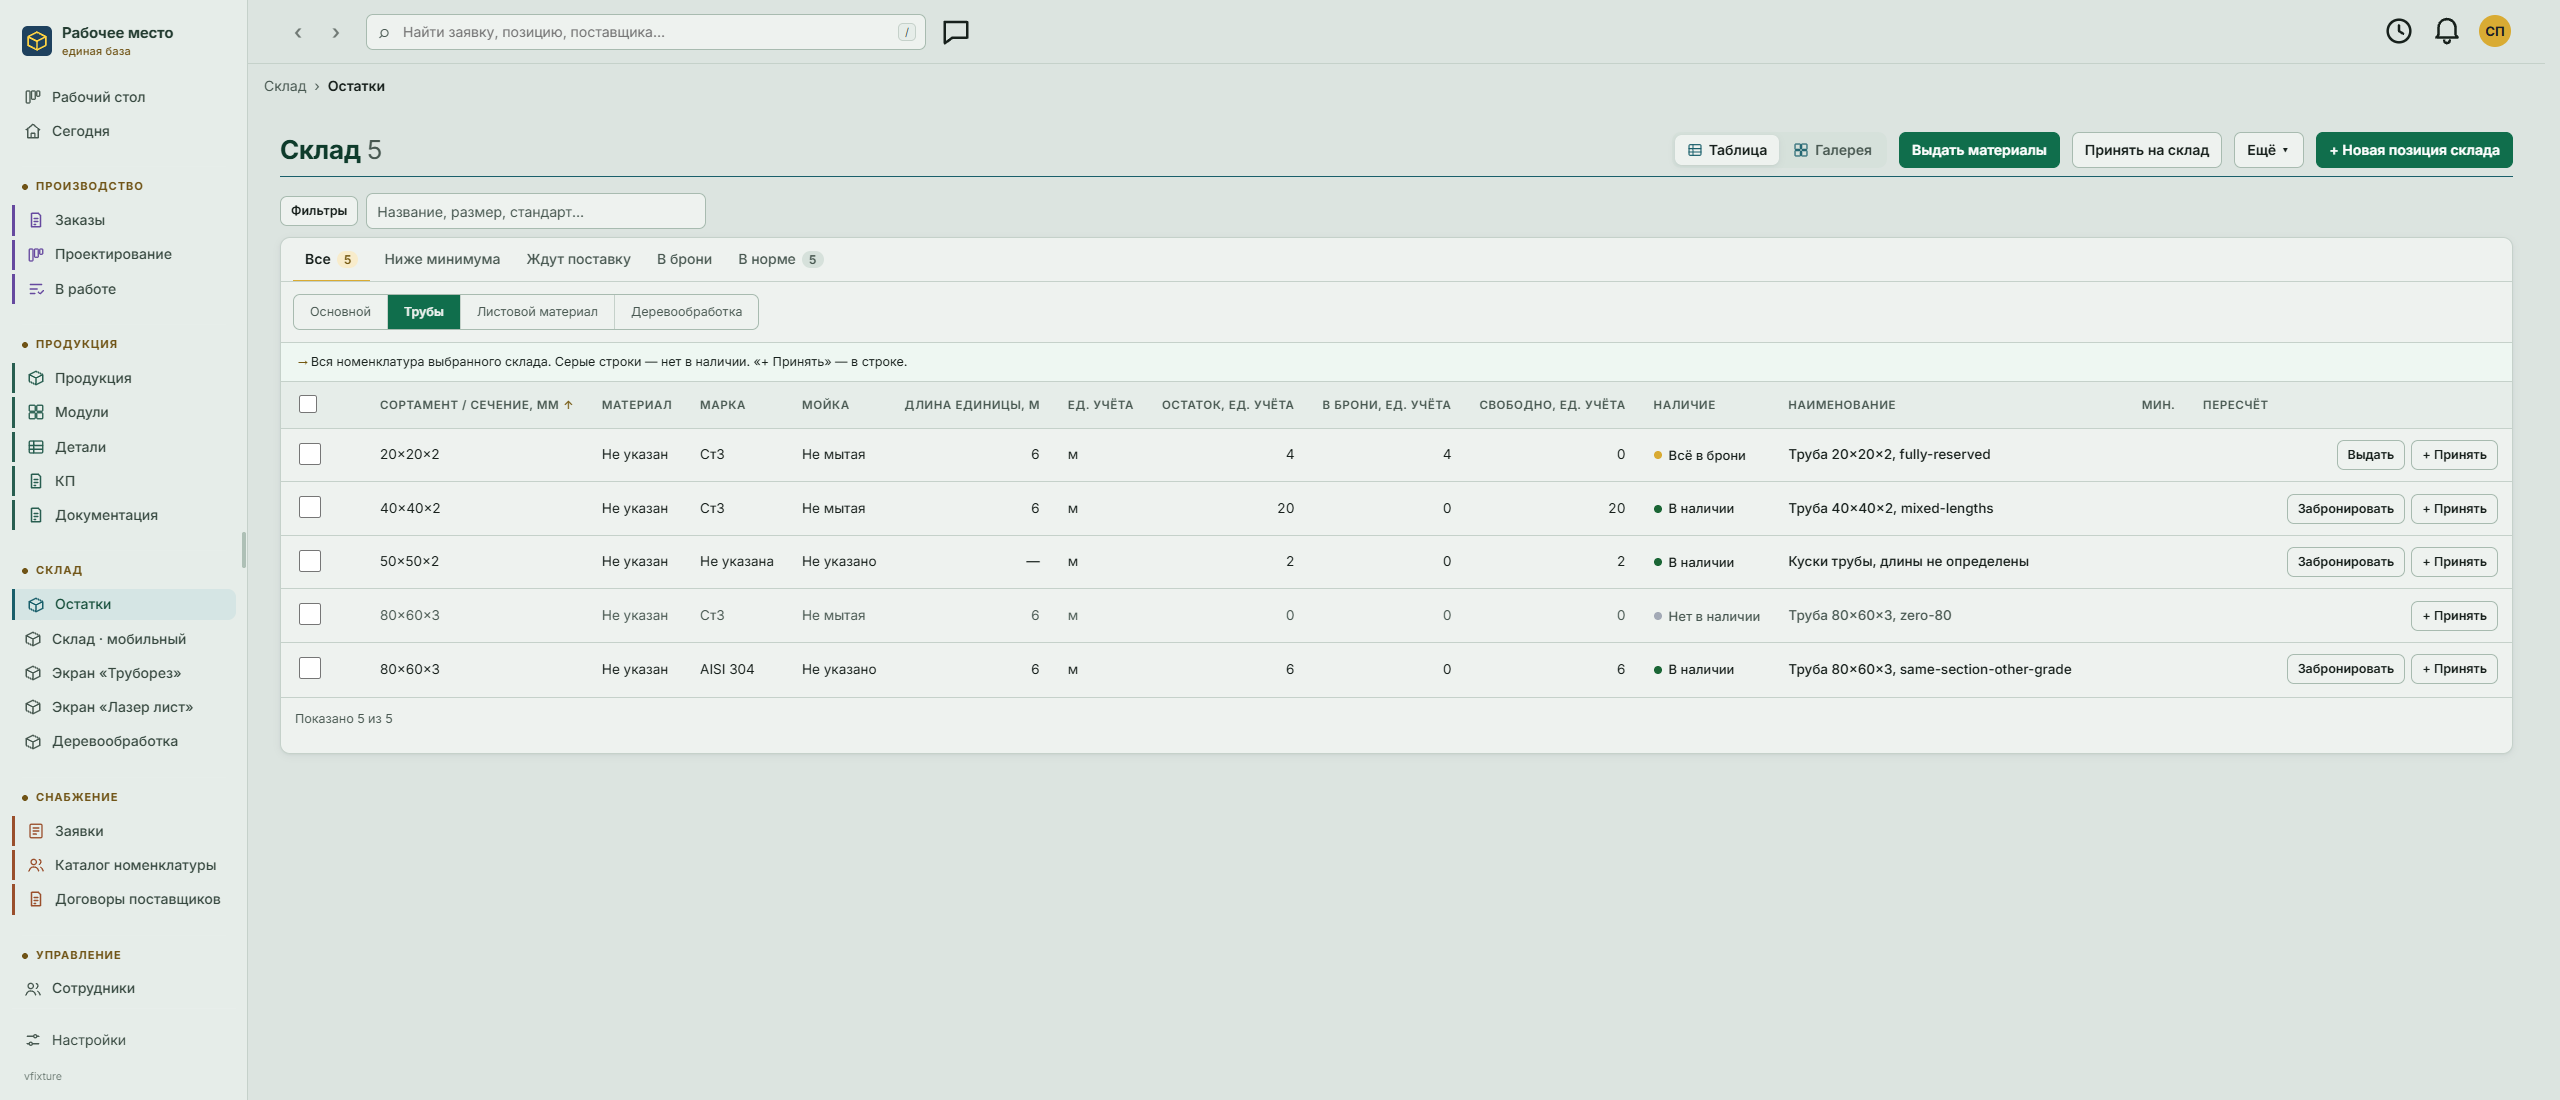 Рабочее место
единая база
Рабочий стол
Сегодня
ПРОИЗВОДСТВО
Заказы
Проектирование
В работе
ПРОДУКЦИЯ
Продукция
Модули
Детали
КП
Документация
СКЛАД
Остатки
Склад · мобильный
Экран «Труборез»
Экран «Лазер лист»
Деревообработка
СНАБЖЕНИЕ
Заявки
Каталог номенклатуры
Договоры поставщиков
УПРАВЛЕНИЕ
Сотрудники
Настройки
vfixture
‹ › Найти заявку, позицию, поставщика... / СП
Склад › Остатки
Склад 5 Таблица Галерея Выдать материалы Принять на склад Ещё ▾ + Новая позиция склада
Фильтры Название, размер, стандарт...
Все 5 Ниже минимума Ждут поставку В брони В норме 5
Основной Трубы Листовой материал Деревообработка
→ Вся номенклатура выбранного склада. Серые строки — нет в наличии. «+ Принять» — в строке.
СОРТАМЕНТ / СЕЧЕНИЕ, ММ ↑ МАТЕРИАЛ МАРКА МОЙКА ДЛИНА ЕДИНИЦЫ, М ЕД. УЧЁТА ОСТАТОК, ЕД. УЧЁТА В БРОНИ, ЕД. УЧЁТА СВОБОДНО, ЕД. УЧЁТА НАЛИЧИЕ НАИМЕНОВАНИЕ МИН. ПЕРЕСЧЁТ
20×20×2 Не указан Ст3 Не мытая 6 м 4 4 0 Всё в брони Труба 20×20×2, fully-reserved Выдать + Принять
40×40×2 Не указан Ст3 Не мытая 6 м 20 0 20 В наличии Труба 40×40×2, mixed-lengths Забронировать + Принять
50×50×2 Не указан Не указана Не указано — м 2 0 2 В наличии Куски трубы, длины не определены Забронировать + Принять
80×60×3 Не указан Ст3 Не мытая 6 м 0 0 0 Нет в наличии Труба 80×60×3, zero-80 + Принять
80×60×3 Не указан AISI 304 Не указано 6 м 6 0 6 В наличии Труба 80×60×3, same-section-other-grade Забронировать + Принять
Показано 5 из 5